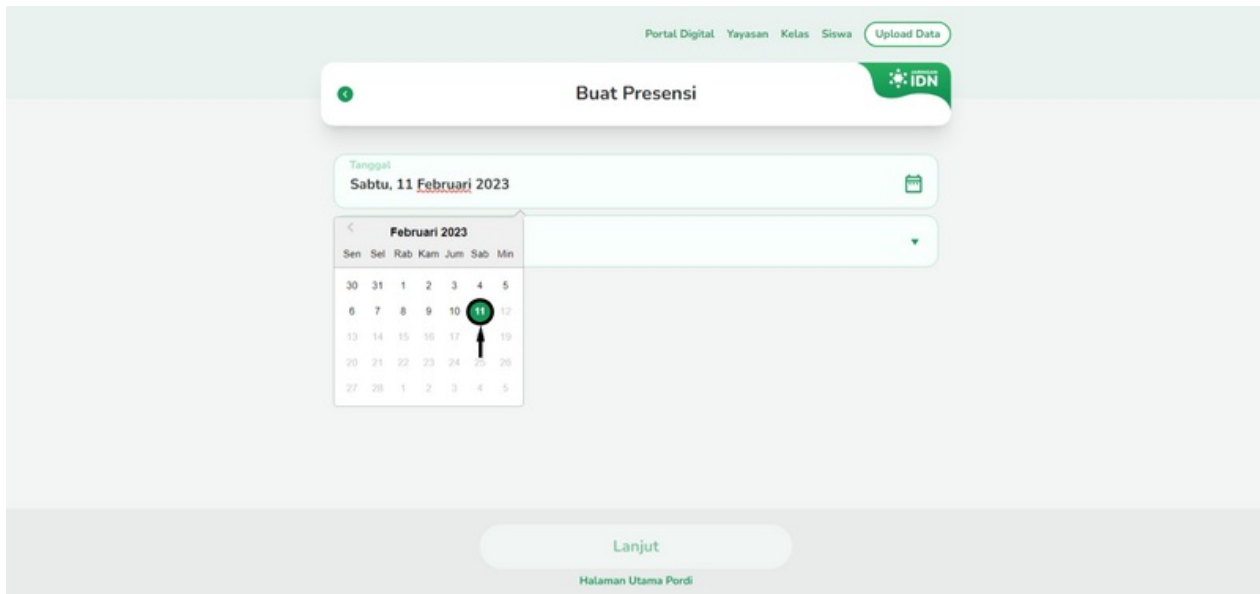 Portal Digital Yayasan Kelas Siswa Upload Data
Buat Presensi
JARINGAN
IDN
Tanggal
Sabtu, 11 Februari 2023
Februari 2023
Sen Sel Rab Kam Jum Sab Min
30 31 1 2 3 4 5
6 7 8 9 10 11 12
13 14 15 16 17 19
20 21 22 23 24 25 26
27 28 1 2 3 4 5
Lanjut
Halaman Utama Pordi